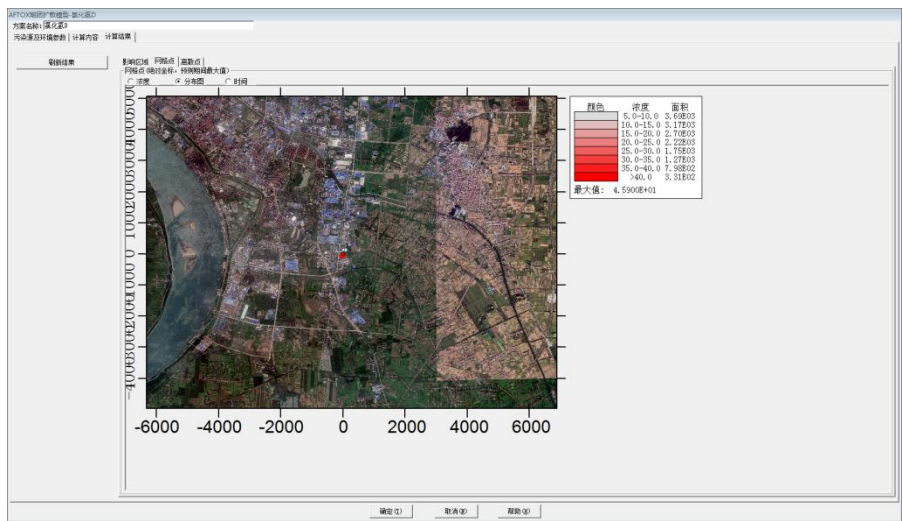 AFTOX烟团扩散模型-氯化氢D
方案名称: 氯化氢D
污染源及环境参数 计算内容 计算结果
刷新结果
影响区域 网格点 离散点
网格点(绝对坐标, 预测期间最大值)
浓度 分布图 时间
颜色 浓度 面积
5.0-10.0 3.69E03
10.0-15.0 3.17E03
15.0-20.0 2.70E03
20.0-25.0 2.22E03
25.0-30.0 1.75E03
30.0-35.0 1.27E03
35.0-40.0 7.98E02
>40.0 3.31E02
最大值: 4.5900E+01
-6000 -4000 -2000 0 2000 4000 6000
确定(Y) 取消(X) 帮助(H)